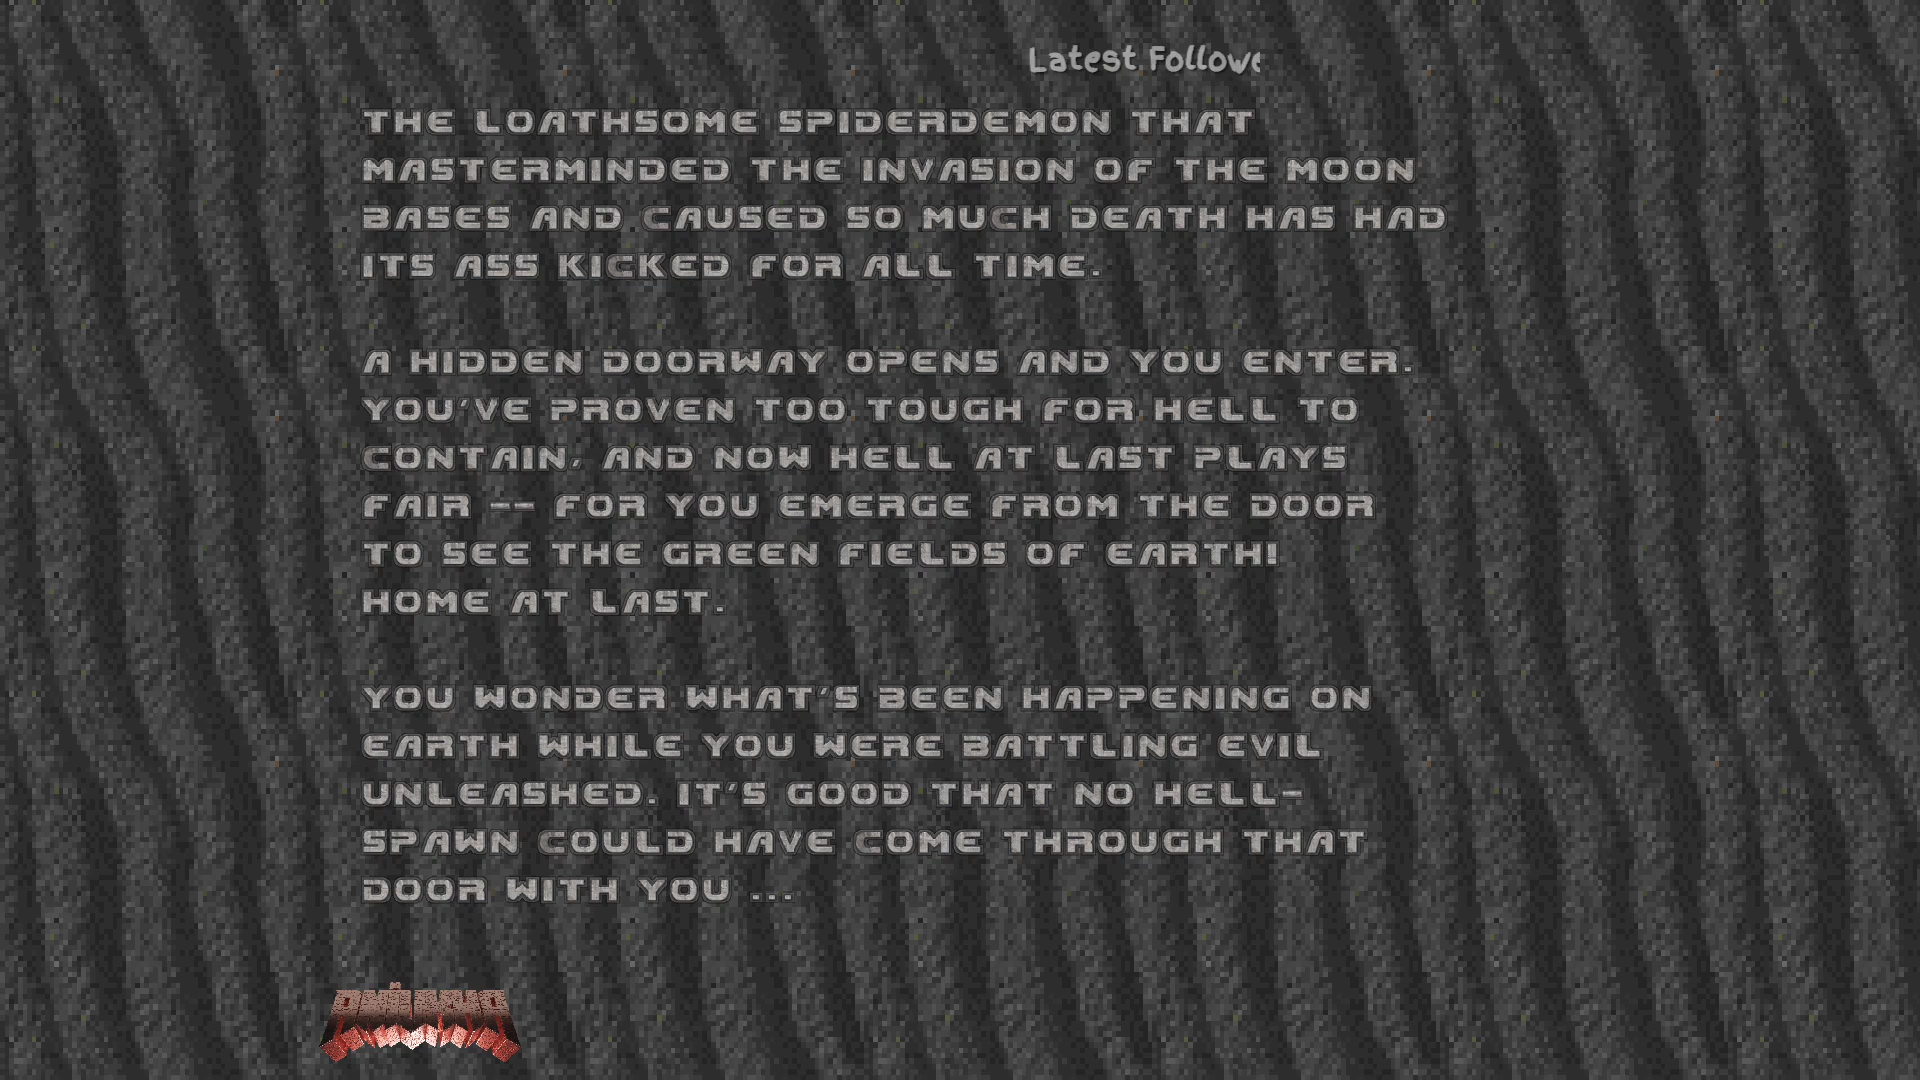 Latest Followe
THE LOATHSOME SPIDERDEMON THAT
MASTERMINDED THE INVASION OF THE MOON
BASES AND CAUSED SO MUCH DEATH HAS HAD
ITS ASS KICKED FOR ALL TIME.
A HIDDEN DOORWAY OPENS AND YOU ENTER.
YOU'VE PROVEN TOO TOUGH FOR HELL TO
CONTAIN, AND NOW HELL AT LAST PLAYS
FAIR -- FOR YOU EMERGE FROM THE DOOR
TO SEE THE GREEN FIELDS OF EARTH!
HOME AT LAST.
YOU WONDER WHAT'S BEEN HAPPENING ON
EARTH WHILE YOU WERE BATTLING EVIL
UNLEASHED. IT'S GOOD THAT NO HELL-
SPAWN COULD HAVE COME THROUGH THAT
DOOR WITH YOU ...